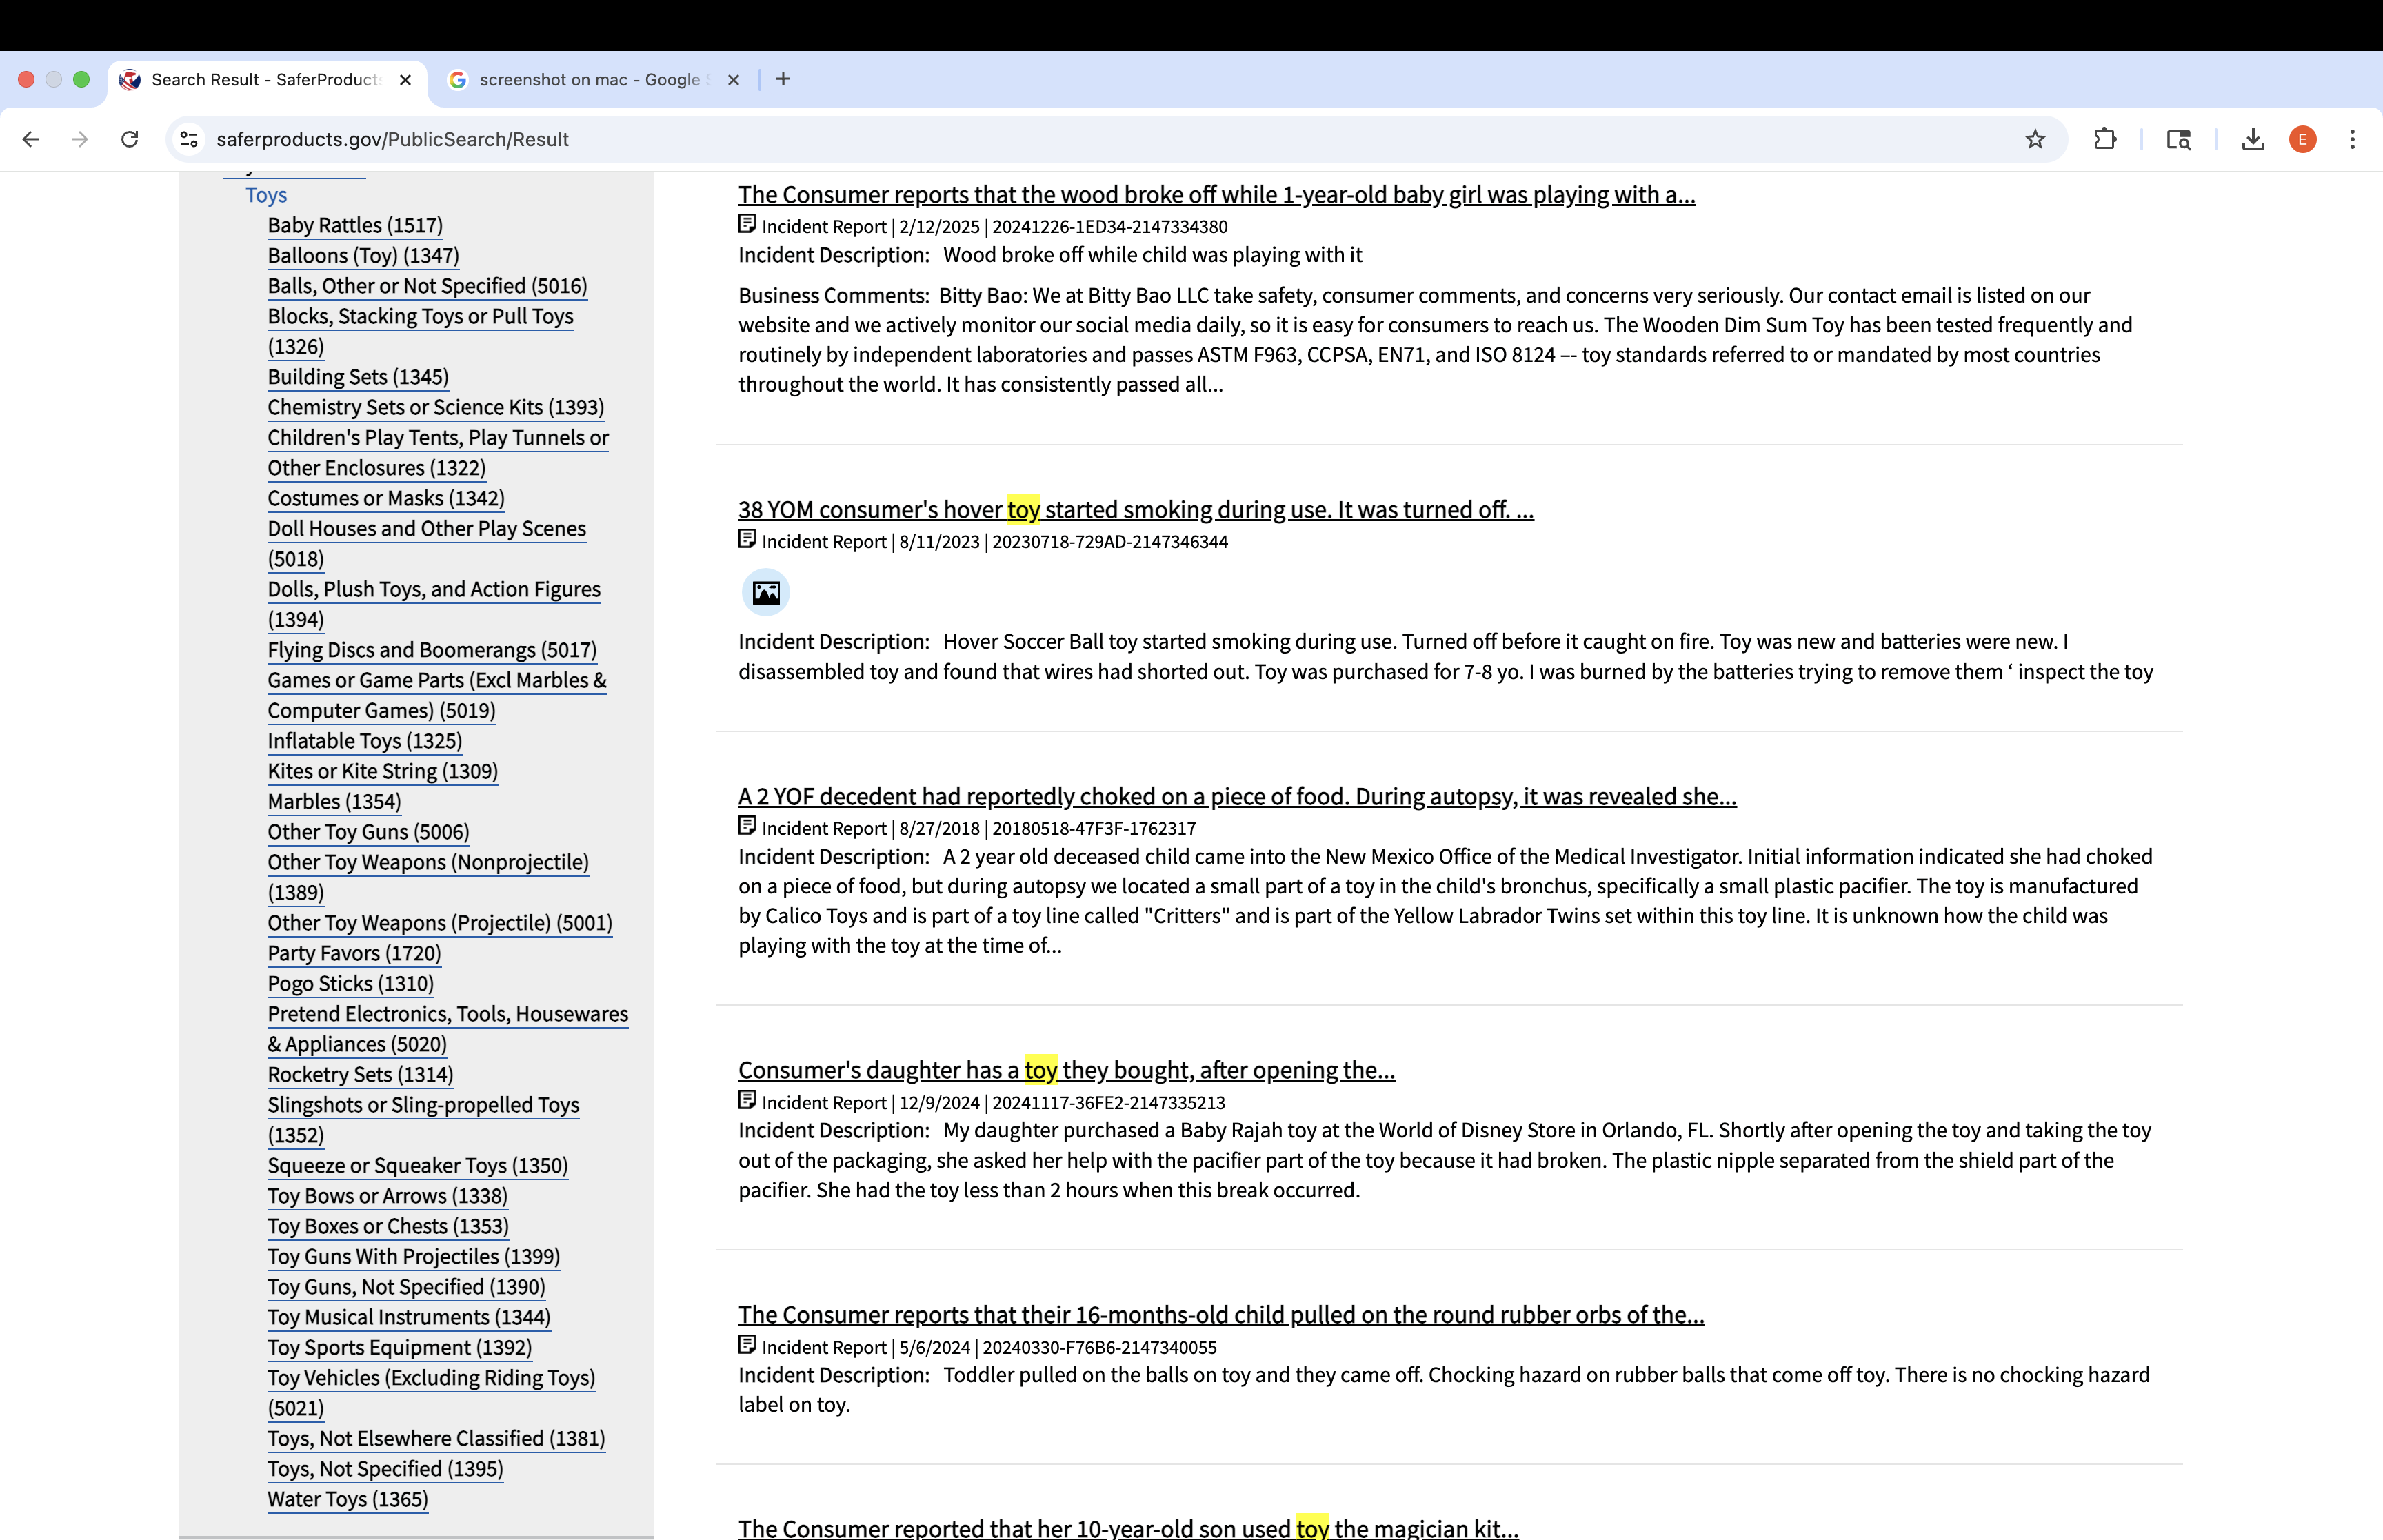 Search Result - SaferProducts
screenshot on mac - Google S
saferproducts.gov/PublicSearch/Result
E
Toys
Baby Rattles (1517)
Balloons (Toy) (1347)
Balls, Other or Not Specified (5016)
Blocks, Stacking Toys or Pull Toys
(1326)
Building Sets (1345)
Chemistry Sets or Science Kits (1393)
Children's Play Tents, Play Tunnels or
Other Enclosures (1322)
Costumes or Masks (1342)
Doll Houses and Other Play Scenes
(5018)
Dolls, Plush Toys, and Action Figures
(1394)
Flying Discs and Boomerangs (5017)
Games or Game Parts (Excl Marbles &
Computer Games) (5019)
Inflatable Toys (1325)
Kites or Kite String (1309)
Marbles (1354)
Other Toy Guns (5006)
Other Toy Weapons (Nonprojectile)
(1389)
Other Toy Weapons (Projectile) (5001)
Party Favors (1720)
Pogo Sticks (1310)
Pretend Electronics, Tools, Housewares
& Appliances (5020)
Rocketry Sets (1314)
Slingshots or Sling-propelled Toys
(1352)
Squeeze or Squeaker Toys (1350)
Toy Bows or Arrows (1338)
Toy Boxes or Chests (1353)
Toy Guns With Projectiles (1399)
Toy Guns, Not Specified (1390)
Toy Musical Instruments (1344)
Toy Sports Equipment (1392)
Toy Vehicles (Excluding Riding Toys)
(5021)
Toys, Not Elsewhere Classified (1381)
Toys, Not Specified (1395)
Water Toys (1365)
The Consumer reports that the wood broke off while 1-year-old baby girl was playing with a...
Incident Report | 2/12/2025 | 20241226-1ED34-2147334380
Incident Description: Wood broke off while child was playing with it
Business Comments: Bitty Bao: We at Bitty Bao LLC take safety, consumer comments, and concerns very seriously. Our contact email is listed on our
website and we actively monitor our social media daily, so it is easy for consumers to reach us. The Wooden Dim Sum Toy has been tested frequently and
routinely by independent laboratories and passes ASTM F963, CCPSA, EN71, and ISO 8124 –- toy standards referred to or mandated by most countries
throughout the world. It has consistently passed all...
38 YOM consumer's hover toy started smoking during use. It was turned off. ...
Incident Report | 8/11/2023 | 20230718-729AD-2147346344
Incident Description: Hover Soccer Ball toy started smoking during use. Turned off before it caught on fire. Toy was new and batteries were new. I
disassembled toy and found that wires had shorted out. Toy was purchased for 7-8 yo. I was burned by the batteries trying to remove them ‘ inspect the toy
A 2 YOF decedent had reportedly choked on a piece of food. During autopsy, it was revealed she...
Incident Report | 8/27/2018 | 20180518-47F3F-1762317
Incident Description: A 2 year old deceased child came into the New Mexico Office of the Medical Investigator. Initial information indicated she had choked
on a piece of food, but during autopsy we located a small part of a toy in the child's bronchus, specifically a small plastic pacifier. The toy is manufactured
by Calico Toys and is part of a toy line called "Critters" and is part of the Yellow Labrador Twins set within this toy line. It is unknown how the child was
playing with the toy at the time of...
Consumer's daughter has a toy they bought, after opening the...
Incident Report | 12/9/2024 | 20241117-36FE2-2147335213
Incident Description: My daughter purchased a Baby Rajah toy at the World of Disney Store in Orlando, FL. Shortly after opening the toy and taking the toy
out of the packaging, she asked her help with the pacifier part of the toy because it had broken. The plastic nipple separated from the shield part of the
pacifier. She had the toy less than 2 hours when this break occurred.
The Consumer reports that their 16-months-old child pulled on the round rubber orbs of the...
Incident Report | 5/6/2024 | 20240330-F76B6-2147340055
Incident Description: Toddler pulled on the balls on toy and they came off. Chocking hazard on rubber balls that come off toy. There is no chocking hazard
label on toy.
The Consumer reported that her 10-year-old son used toy the magician kit...